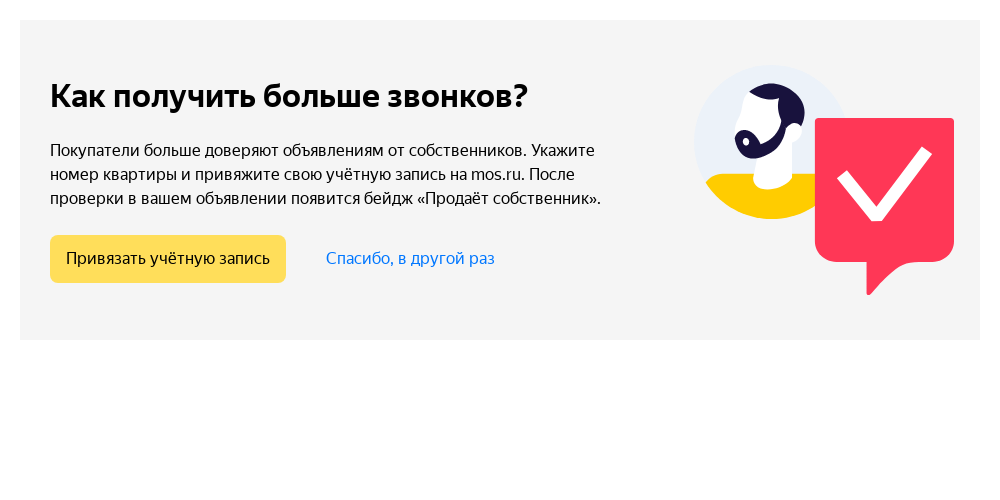 Как получить больше звонков?
Покупатели больше доверяют объявлениям от собственников. Укажите
номер квартиры и привяжите свою учётную запись на mos.ru. После
проверки в вашем объявлении появится бейдж «Продаёт собственник».
Привязать учётную запись
Спасибо, в другой раз